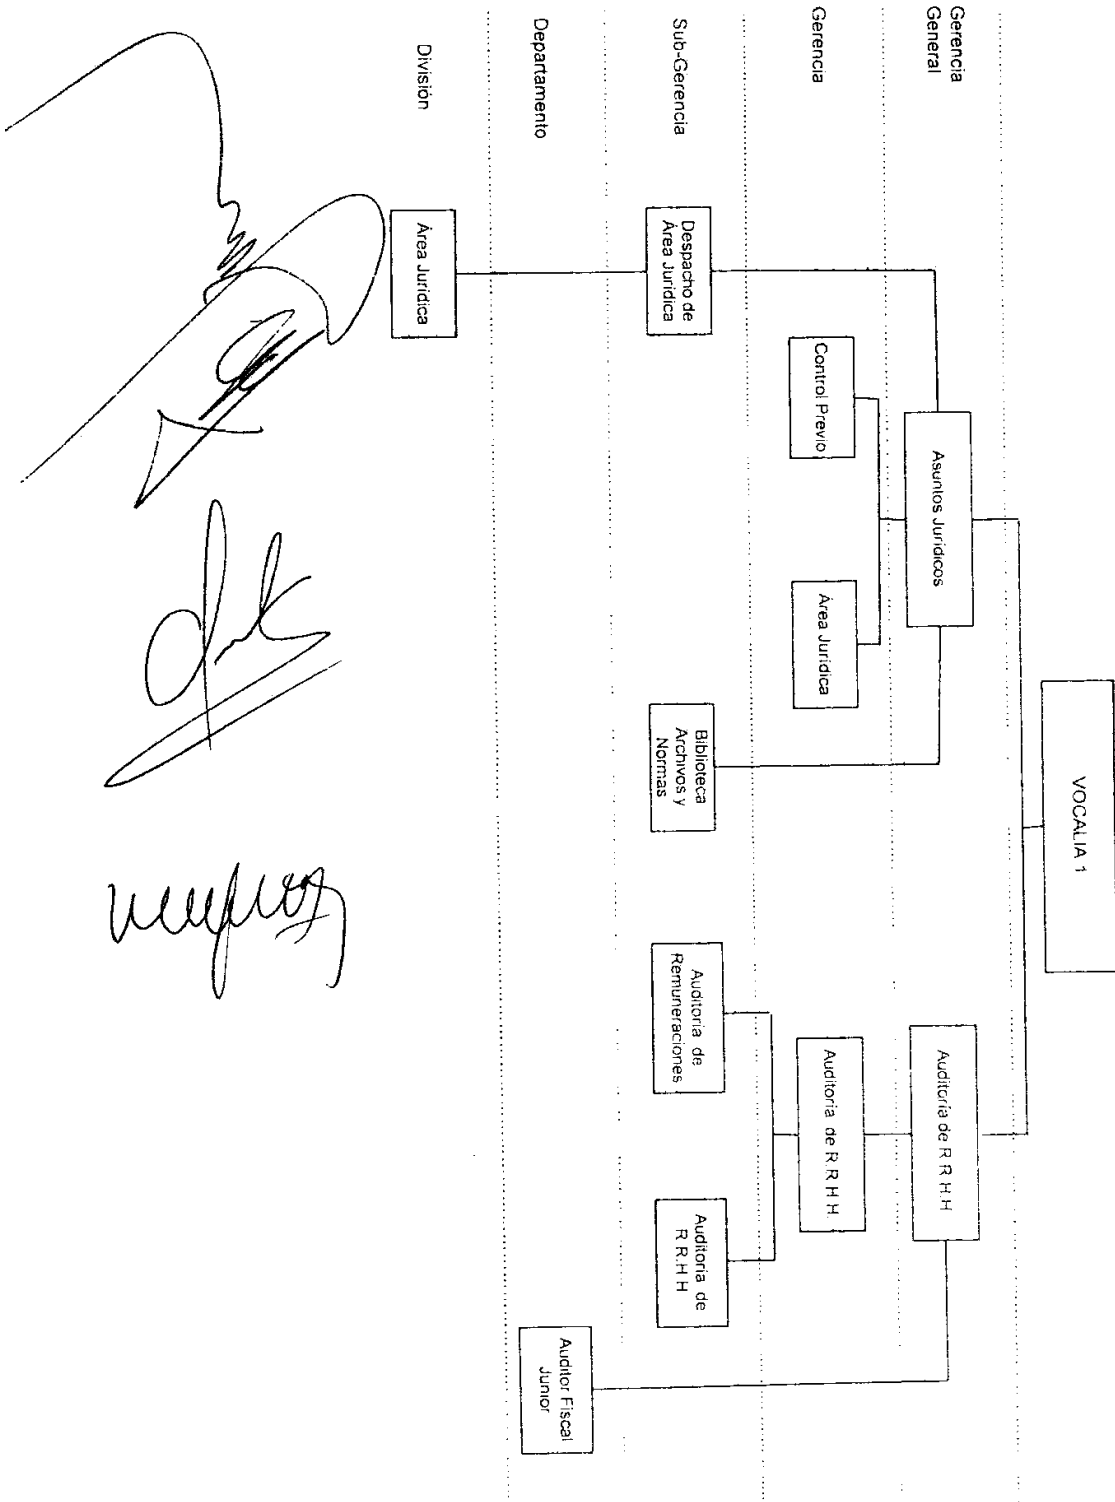 VOCALIA 1
Gerencia
General
Asuntos Jurídicos
Auditoria de R R H.H
Gerencia
Control Previo
Área Jurídica
Auditoria de R.R H H.
Sub-Gerencia
Despacho de
Área Jurídica
Biblioteca
Archivos y
Normas
Auditoria de
Remuneraciones
Auditoria de
R R.H H
Departamento
Auditor Fiscal
Junior
División
Área Jurídica